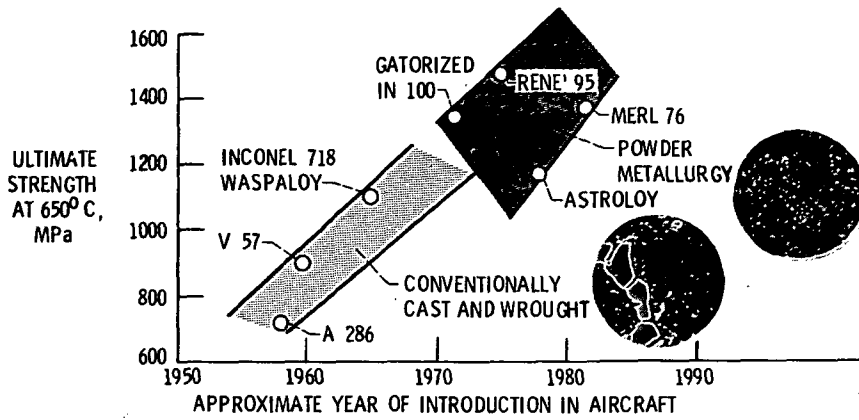 1600
1400
1200
1000
800
600
ULTIMATE
STRENGTH
AT 650⁰ C,
MPa
GATORIZED
IN 100
RENE' 95
MERL 76
POWDER
METALLURGY
ASTROLOY
INCONEL 718
WASPALOY
V 57
CONVENTIONALLY
CAST AND WROUGHT
A 286
1950
1960
1970
1980
1990
APPROXIMATE YEAR OF INTRODUCTION IN AIRCRAFT